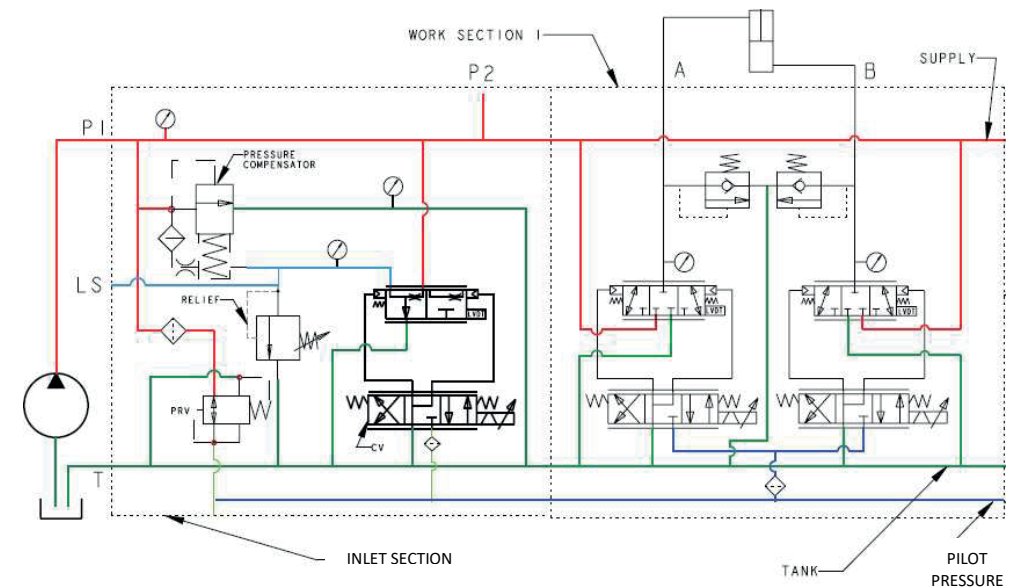 WORK SECTION I
SUPPLY
A
B
P2
P1
PRESSURE
COMPENSATOR
LS
RELIEF
LVDT
LVDT
LVDT
PRV
CV
T
INLET SECTION
TANK
PILOT
PRESSURE